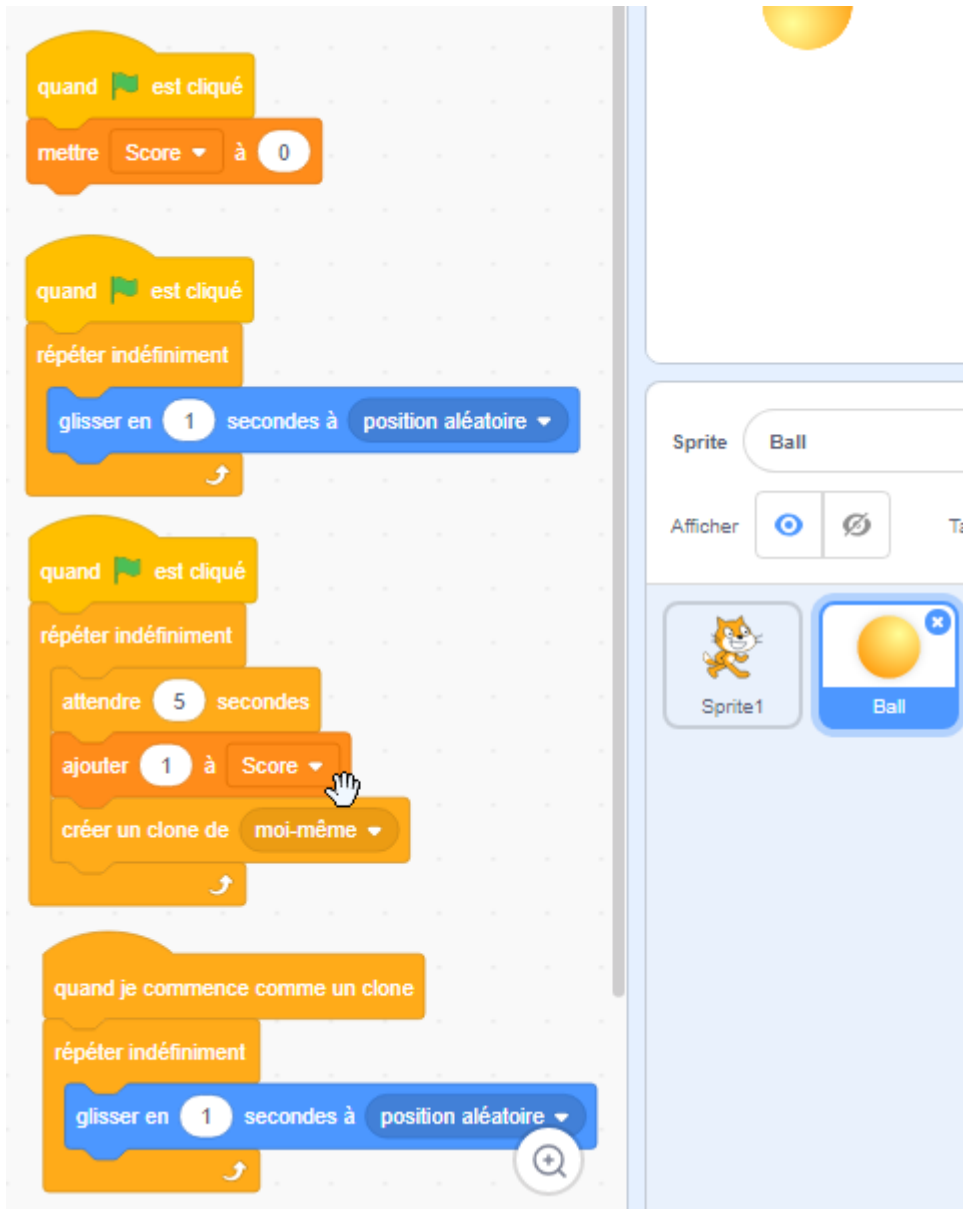 quand est cliqué
mettre Score à 0
quand est cliqué
répéter indéfiniment
glisser en 1 secondes à position aléatoire
quand est cliqué
répéter indéfiniment
attendre 5 secondes
ajouter 1 à Score
créer un clone de moi-même
quand je commence comme un clone
répéter indéfiniment
glisser en 1 secondes à position aléatoire
Sprite Ball
Afficher Ta
Sprite1
Ball